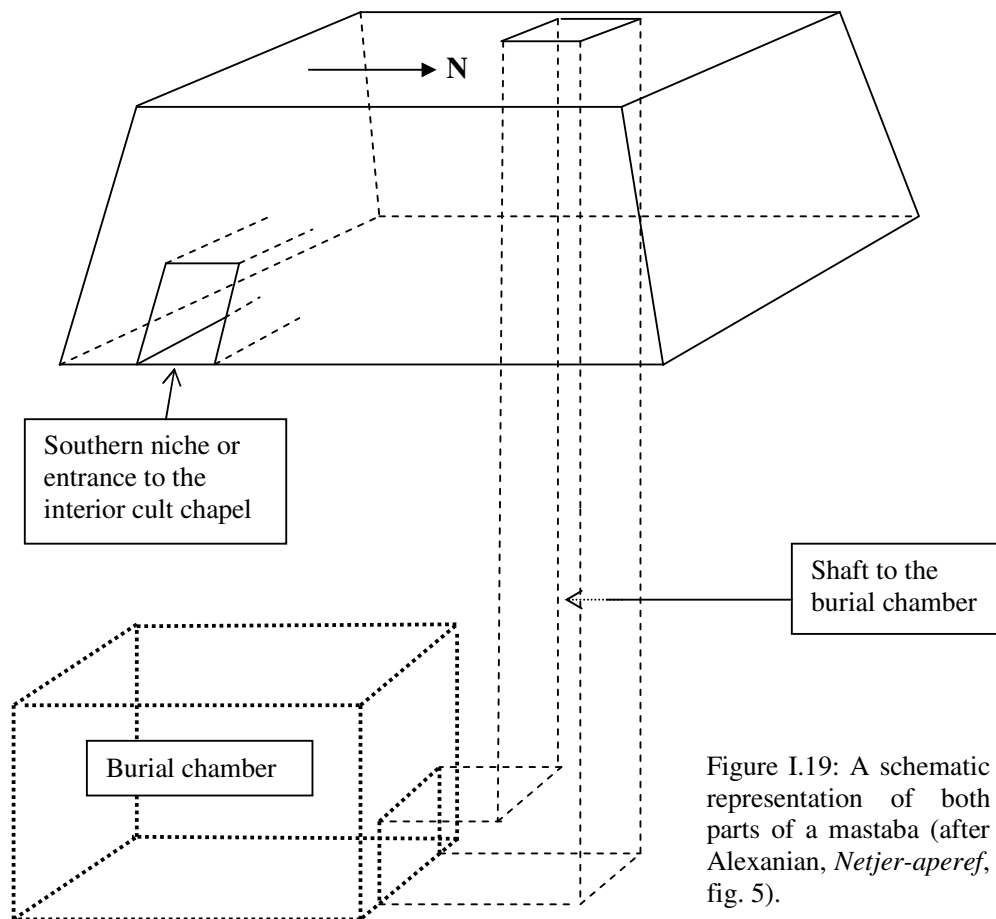 N
Southern niche or
entrance to the
interior cult chapel
Shaft to the
burial chamber
Burial chamber
Figure I.19: A schematic
representation of both
parts of a mastaba (after
Alexanian, Netjer-aperef,
fig. 5).